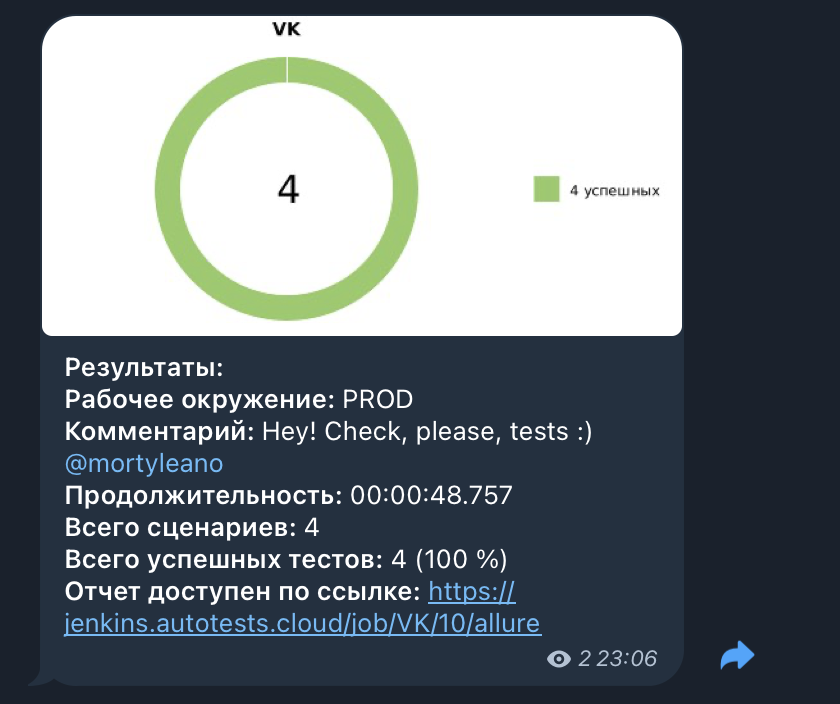 VK
4
4 успешных
Результаты:
Рабочее окружение: PROD
Комментарий: Hey! Check, please, tests :)
@mortyleano
Продолжительность: 00:00:48.757
Всего сценариев: 4
Всего успешных тестов: 4 (100 %)
Отчет доступен по ссылке: https://
jenkins.autotests.cloud/job/VK/10/allure
2 23:06